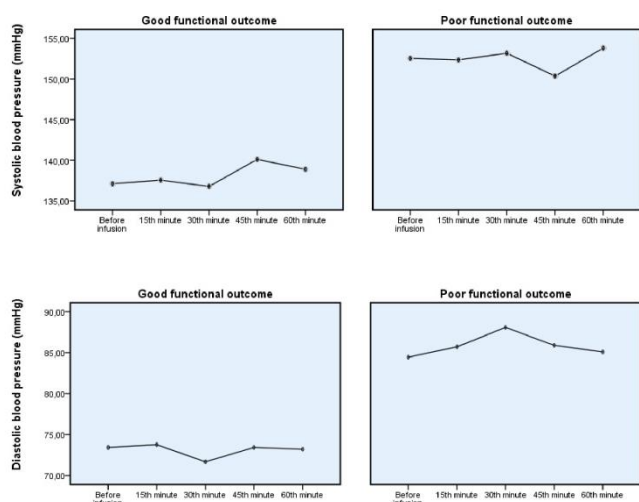 Good functional outcome
Poor functional outcome
Systolic blood pressure (mmHg)
155,00
150,00
145,00
140,00
135,00
Before
infusion
15th minute
30th minute
45th minute
60th minute
Before
infusion
15th minute
30th minute
45th minute
60th minute
Good functional outcome
Poor functional outcome
Diastolic blood pressure (mmHg)
90,00
85,00
80,00
75,00
70,00
Before
infusion
15th minute
30th minute
45th minute
60th minute
Before
infusion
15th minute
30th minute
45th minute
60th minute